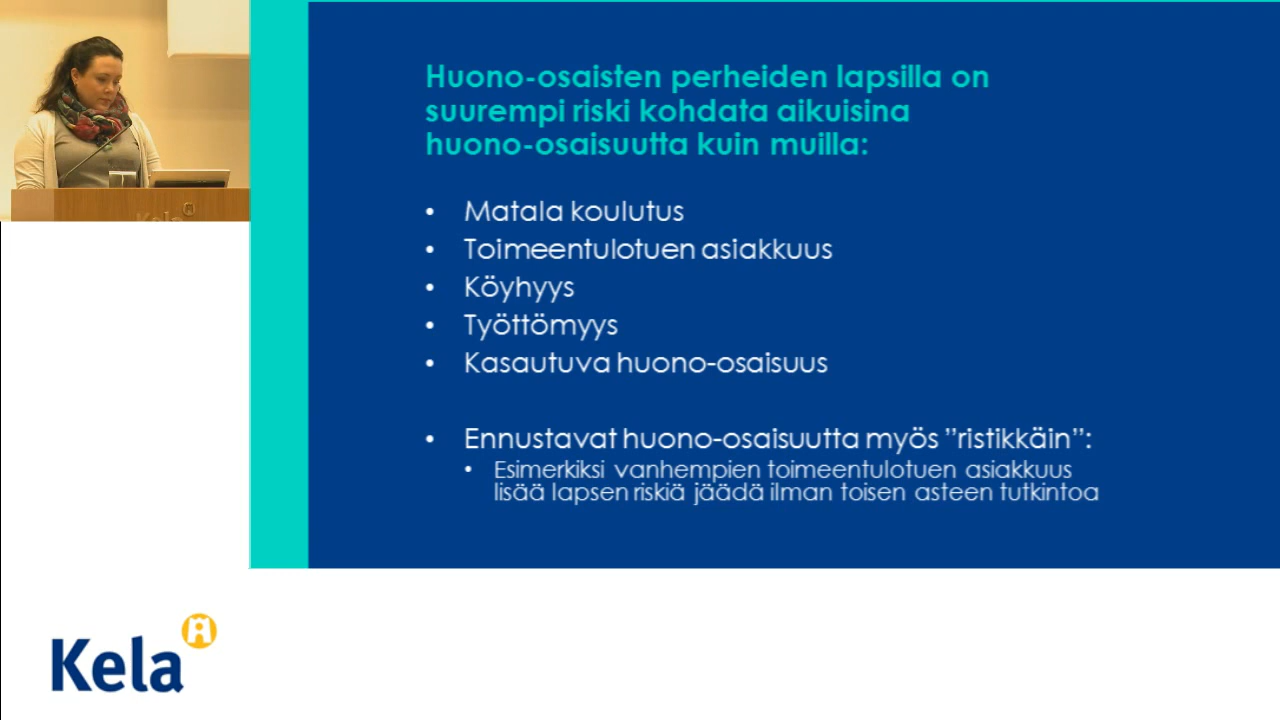 Huono-osaisten perheiden lapsilla on
suurempi riski kohdata aikuisina
huono-osaisuutta kuin muilla:
• Matala koulutus
• Toimeentulotuen asiakkuus
• Köyhyys
• Työttömyys
• Kasautuva huono-osaisuus
• Ennustavat huono-osaisuutta myös ”ristikkäin”:
• Esimerkiksi vanhempien toimeentulotuen asiakkuus
lisää lapsen riskiä jäädä ilman toisen asteen tutkintoa
Kela
Kela